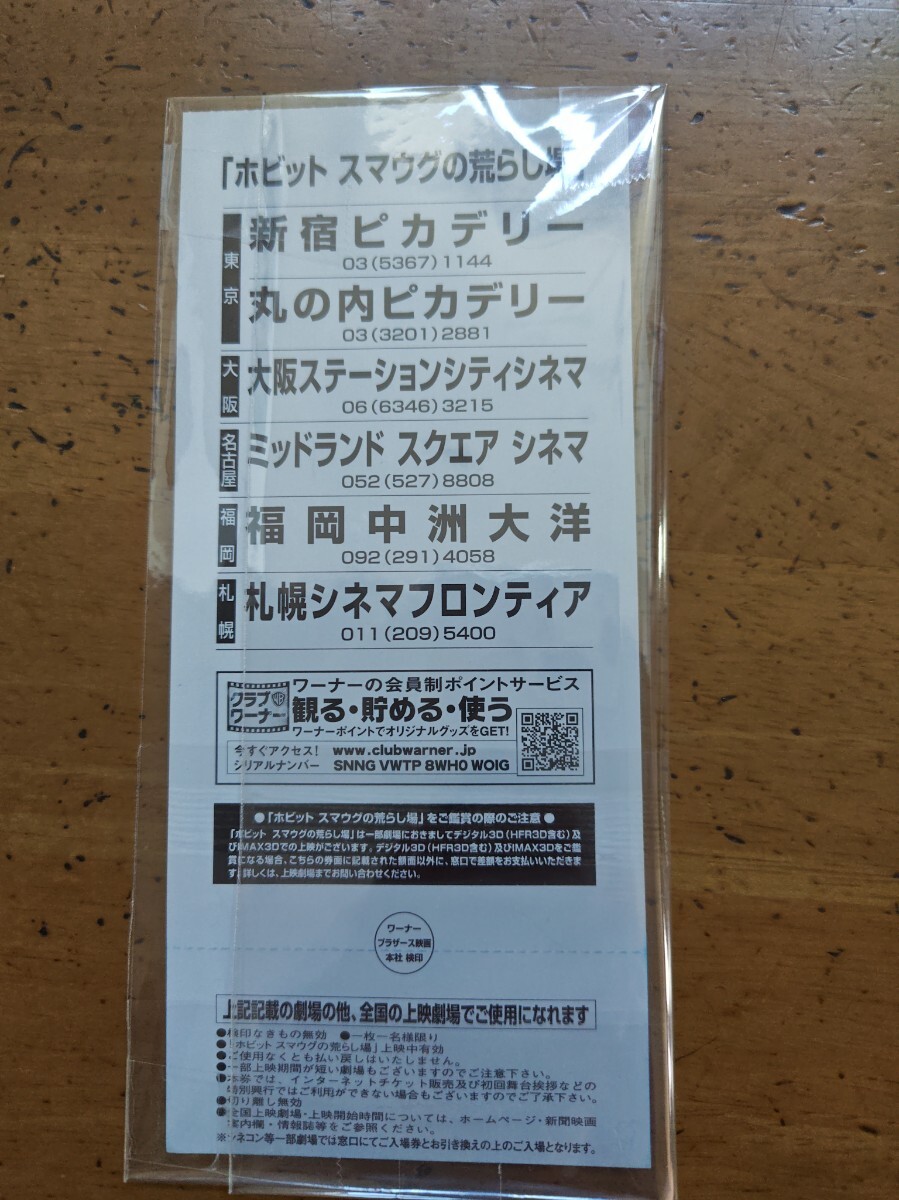 「ホビット スマウグの荒らし場」
東京
新宿ピカデリー
03(5367)1144
丸の内ピカデリー
03(3201)2881
大阪
大阪ステーションシティシネマ
06(6346)3215
名古屋
ミッドランド スクエア シネマ
052(527)8808
福岡
福岡中洲大洋
092(291)4058
札幌
札幌シネマフロンティア
011(209)5400
クラブ
ワーナー
ワーナーの会員制ポイントサービス
観る・貯める・使う
ワーナーポイントでオリジナルグッズをGET!
今すぐアクセス! www.clubwarner.jp
シリアルナンバー SNNG VWTP 8WH0 WOIG
●「ホビット スマウグの荒らし場」をご鑑賞の際のご注意●
「ホビット スマウグの荒らし場」は一部劇場におきましてデジタル3D(HFR3D含む)及
びIMAX3Dでの上映がございます。デジタル3D(HFR3D含む)及びIMAX3Dをご鑑
賞になる場合、こちらの券面に記載された額面以外に、窓口で差額をお支払いいただきま
す。詳しくは、上映劇場までお問い合わせください。
ワーナー
ブラザース映画
本社 検印
上記記載の劇場の他、全国の上映劇場でご使用になれます
●検印なきもの無効 ●一枚一名様限り
●「ホビット スマウグの荒らし場」上映中有効
●ご使用なくとも払い戻しはいたしません。
●一部上映期間が短い劇場もございますのでご注意下さい。
●本券では、インターネットチケット販売及び初回舞台挨拶などの
特別興行ではご利用ができない場合もございますのでご了承下さい。
●切り離し無効
●全国上映劇場・上映開始時間については、ホームページ・新聞映画
案内欄・情報誌等をご参照ください。
※シネコン等一部劇場では窓口にてご入場券とお引き換えの上のご入場となります。